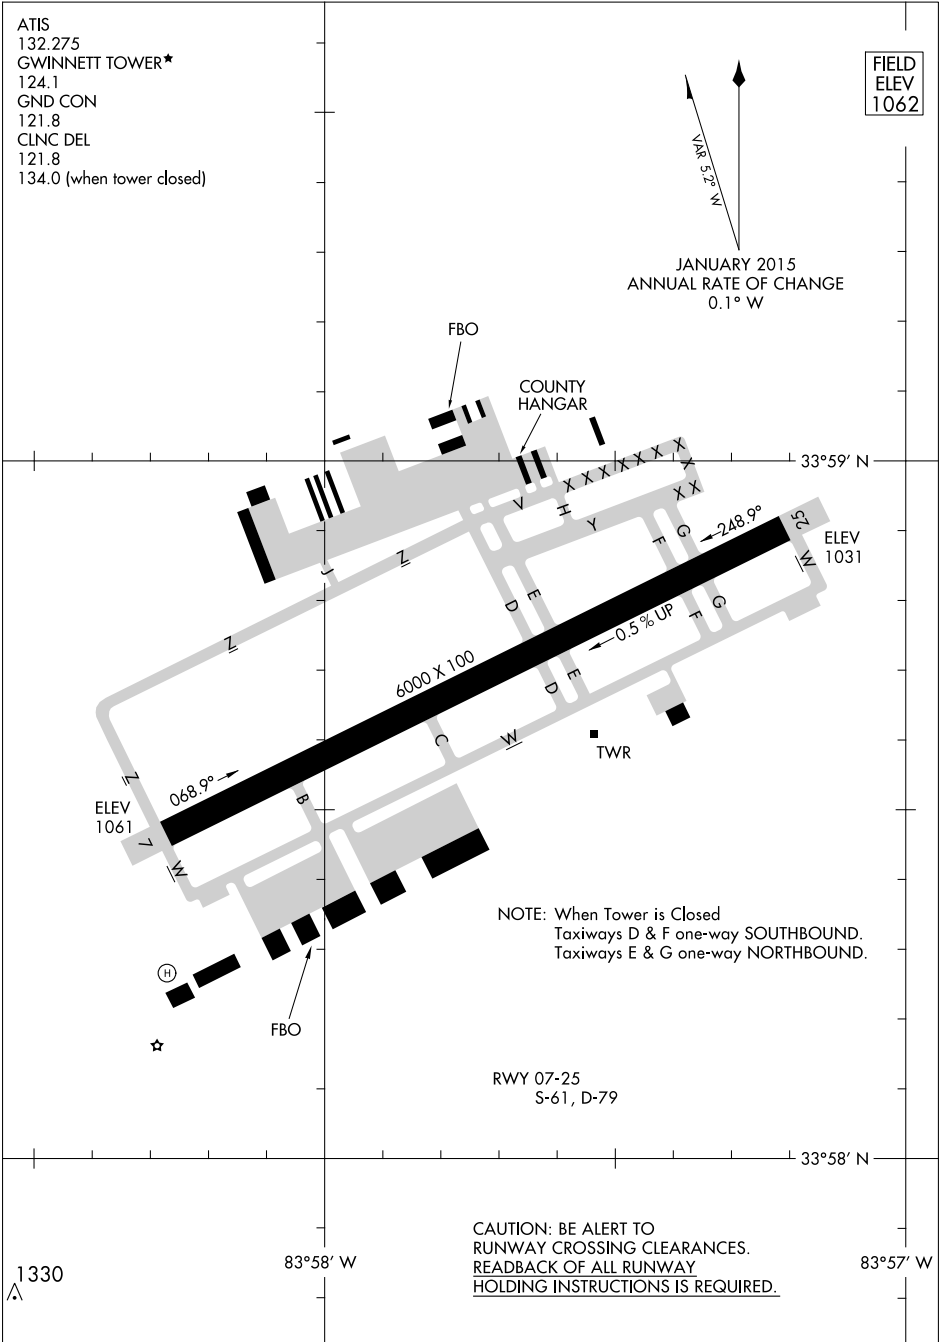 ATIS
132.275
GWINNETT TOWER★
124.1
GND CON
121.8
CLNC DEL
121.8
134.0 (when tower closed)
FIELD
ELEV
1062
VAR 5.2° W
JANUARY 2015
ANNUAL RATE OF CHANGE
0.1° W
FBO
COUNTY
HANGAR
33°59' N
X X X X X X X
X
X X
V
H
Y
G
F
248.9°
25
ELEV
1031
W
J
Z
Z
D
E
G
F
0.5% UP
6000 X 100
E
D
C
W
TWR
Z
068.9°
B
ELEV
1061
7
W
NOTE: When Tower is Closed
Taxiways D & F one-way SOUTHBOUND.
Taxiways E & G one-way NORTHBOUND.
H
FBO
RWY 07-25
S-61, D-79
33°58' N
CAUTION: BE ALERT TO
RUNWAY CROSSING CLEARANCES.
READBACK OF ALL RUNWAY
HOLDING INSTRUCTIONS IS REQUIRED.
83°58' W
83°57' W
1330